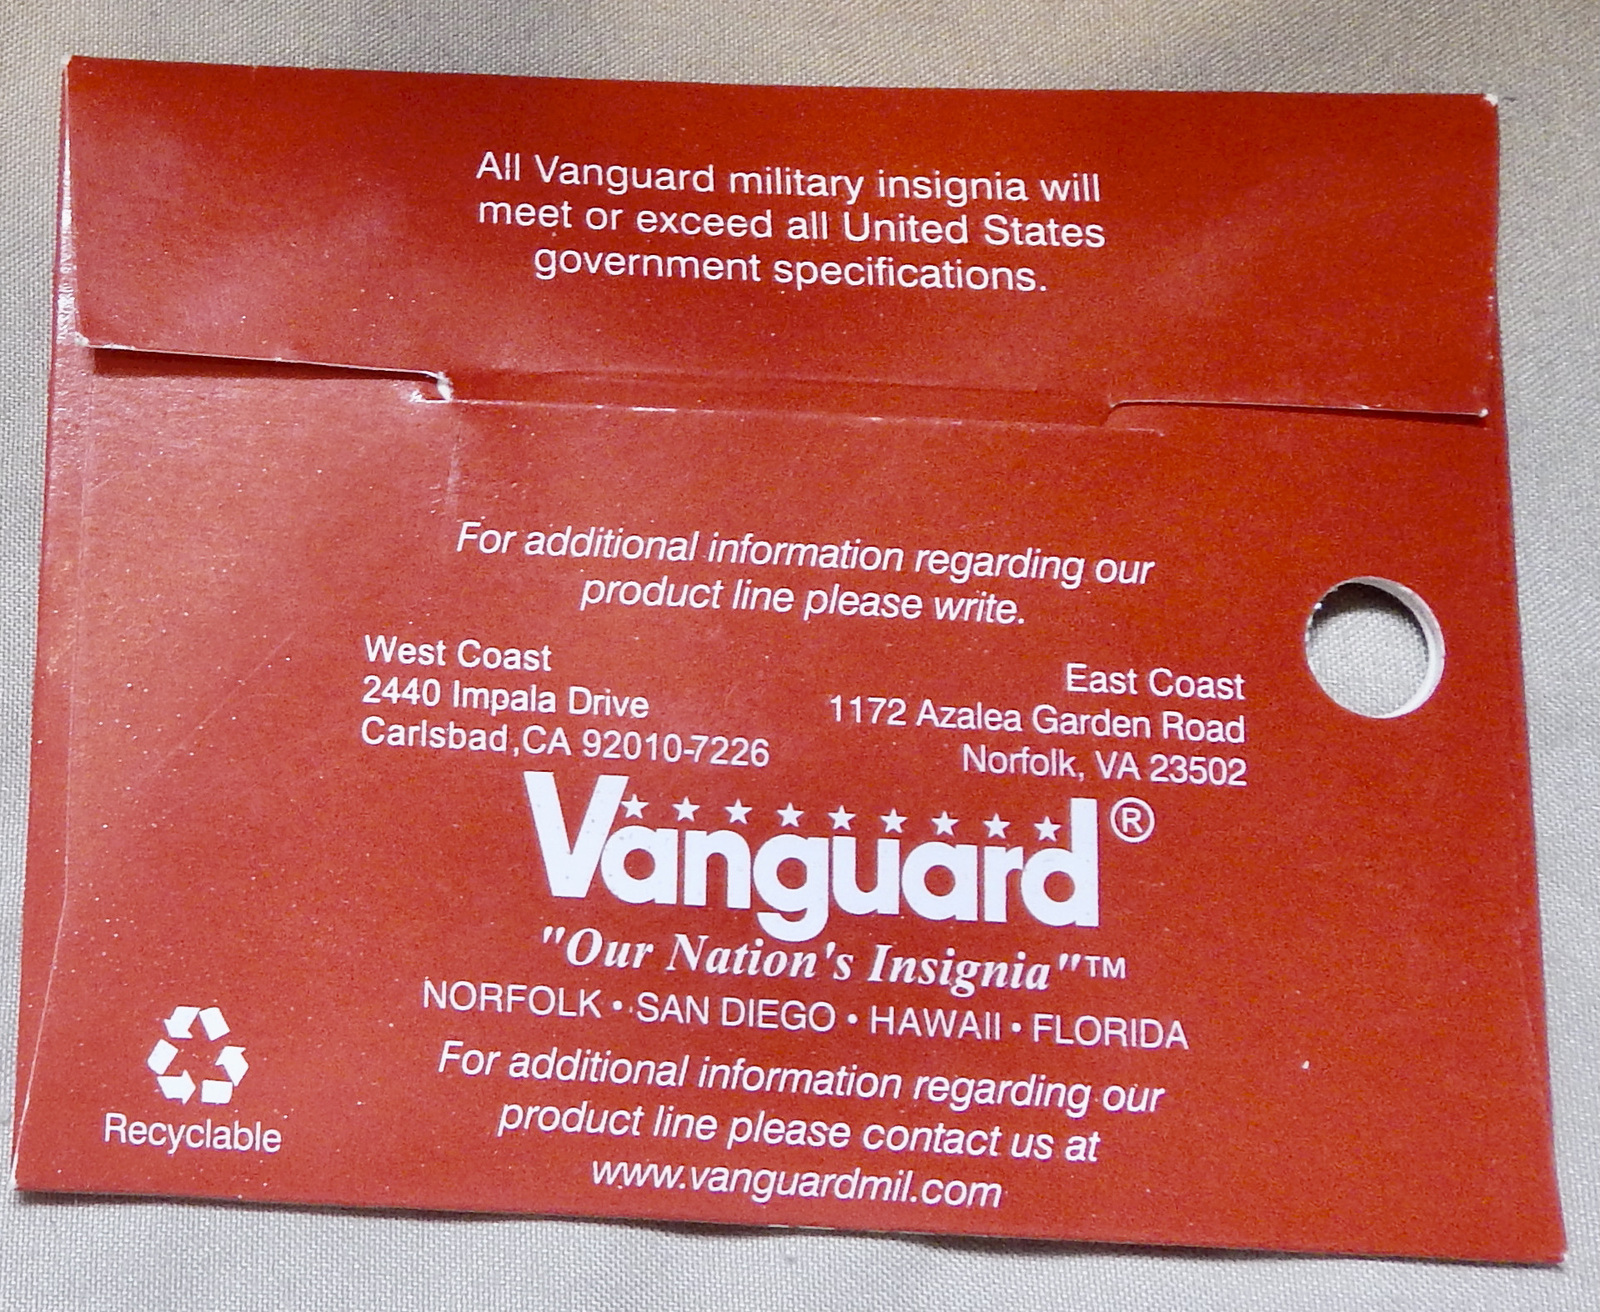 All Vanguard military insignia will
meet or exceed all United States
government specifications.
For additional information regarding our
product line please write.
West Coast
2440 Impala Drive
Carlsbad,CA 92010-7226
East Coast
1172 Azalea Garden Road
Norfolk, VA 23502
Vanguard®
"Our Nation's Insignia"™
NORFOLK • SAN DIEGO • HAWAII • FLORIDA
For additional information regarding our
product line please contact us at
www.vanguardmil.com
Recyclable